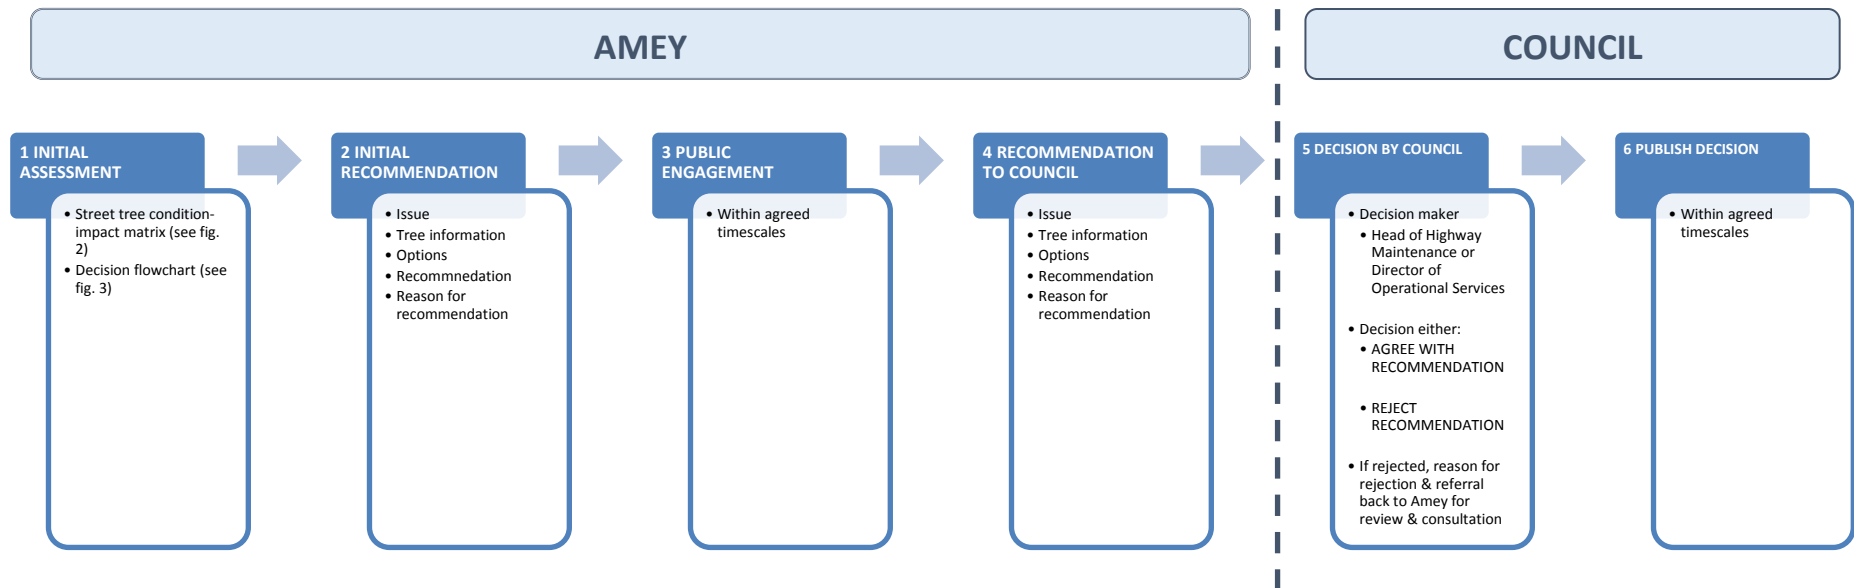 AMEY
COUNCIL
1 INITIAL
ASSESSMENT
• Street tree condition-
impact matrix (see fig.
2)
• Decision flowchart (see
fig. 3)
2 INITIAL
RECOMMENDATION
• Issue
• Tree information
• Options
• Recommnedation
• Reason for
recommendation
3 PUBLIC
ENGAGEMENT
• Within agreed
timescales
4 RECOMMENDATION
TO COUNCIL
• Issue
• Tree information
• Options
• Recommendation
• Reason for
recommendation
5 DECISION BY COUNCIL
• Decision maker
• Head of Highway
Maintenance or
Director of
Operational Services
• Decision either:
• AGREE WITH
RECOMMENDATION
• REJECT
RECOMMENDATION
• If rejected, reason for
rejection & referral
back to Amey for
review & consultation
6 PUBLISH DECISION
• Within agreed
timescales